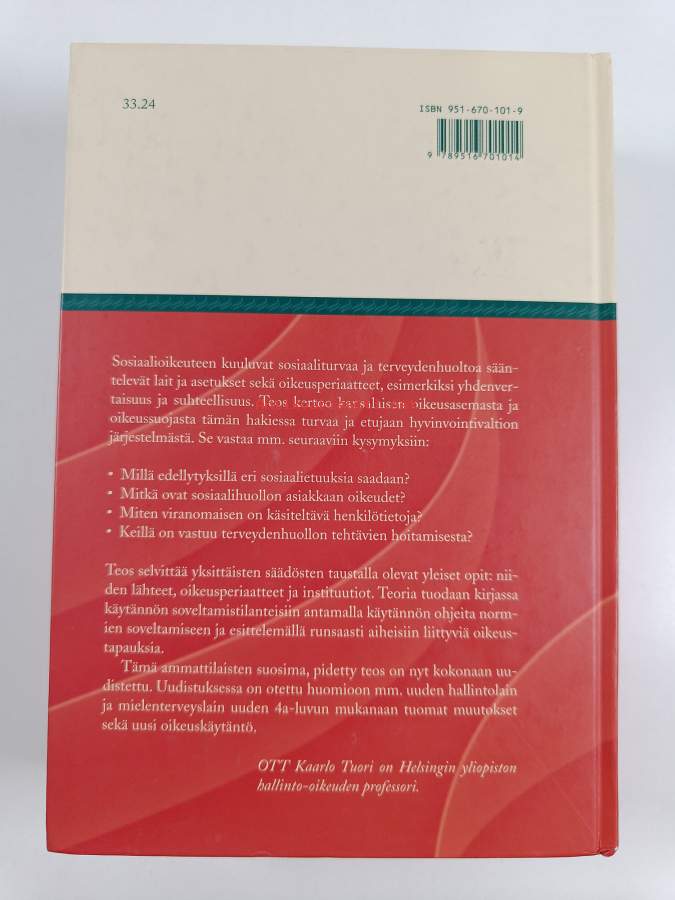 33.24
ISBN 951-670-101-9
9 789516 701014
Sosiaalioikeuteen kuuluvat sosiaaliturvaa ja terveydenhuoltoa sään-
televät lait ja asetukset sekä oikeusperiaatteet, esimerkiksi yhdenver-
taisuus ja suhteellisuus. Teos kertoo kansalaisen oikeusasemasta ja
oikeussuojasta tämän hakiessa turvaa ja etujaan hyvinvointivaltion
järjestelmästä. Se vastaa mm. seuraaviin kysymyksiin:
• Millä edellytyksillä eri sosiaalietuuksia saadaan?
• Mitkä ovat sosiaalihuollon asiakkaan oikeudet?
• Miten viranomaisen on käsiteltävä henkilötietoja?
• Keillä on vastuu terveydenhuollon tehtävien hoitamisesta?
Teos selvittää yksittäisten säädösten taustalla olevat yleiset opit: nii-
den lähteet, oikeusperiaatteet ja instituutiot. Teoria tuodaan kirjassa
käytännön soveltamistilanteisiin antamalla käytännön ohjeita norm-
ien soveltamiseen ja esittelemällä runsaasti aiheisiin liittyviä oikeus-
tapauksia.
Tämä ammattilaisten suosima, pidetty teos on nyt kokonaan uu-
distettu. Uudistuksessa on otettu huomioon mm. uuden hallintolain
ja mielenterveyslain uuden 4a-luvun mukanaan tuomat muutokset
sekä uusi oikeuskäytäntö.
OTT Kaarlo Tuori on Helsingin yliopiston
hallinto-oikeuden professori.